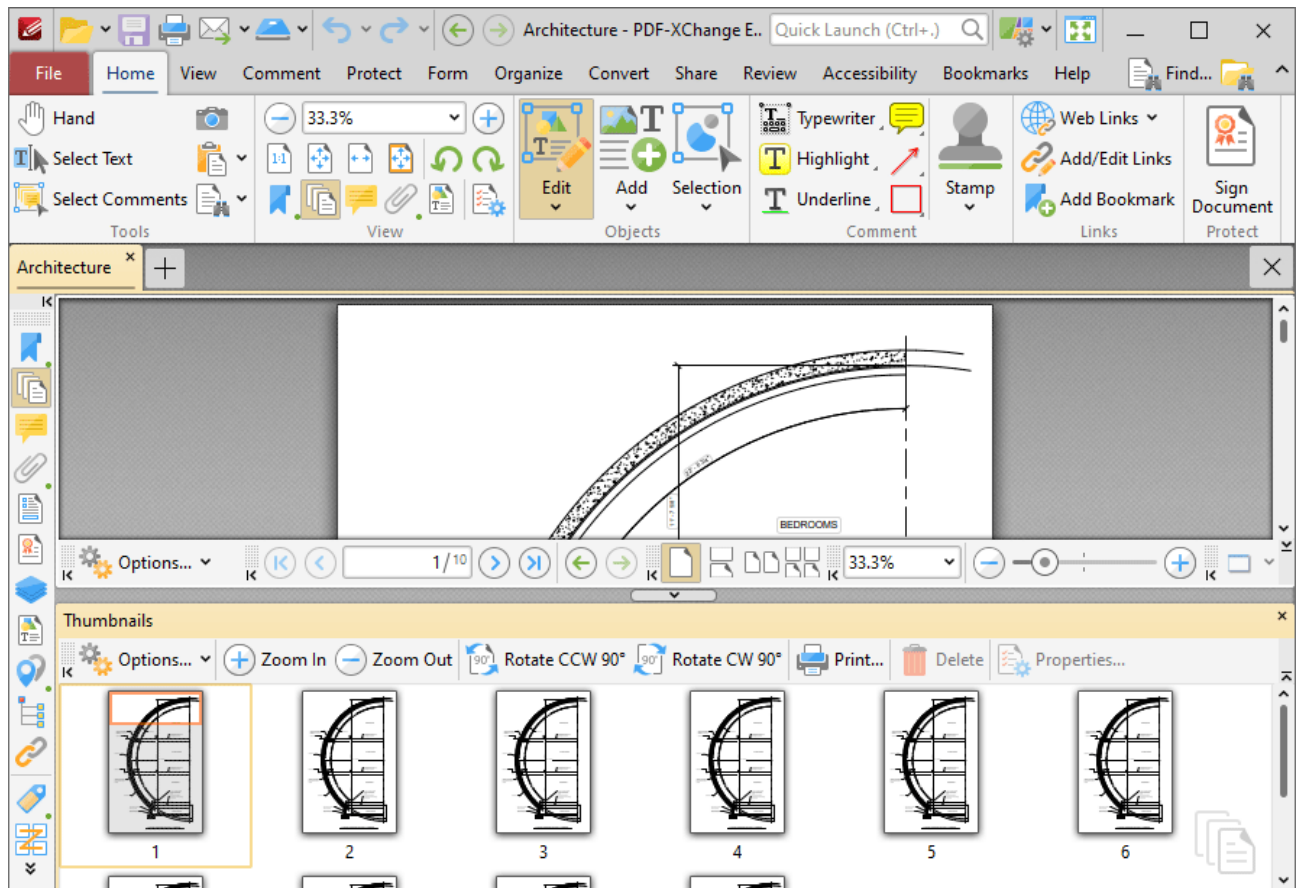 Architecture - PDF-XChange E.. Quick Launch (Ctrl+.)
File Home View Comment Protect Form Organize Convert Share Review Accessibility Bookmarks Help Find...
Hand 33.3% Typewriter Web Links
Select Text 1:1 Highlight Add/Edit Links
Edit Add Selection Stamp Sign Document
Select Comments Underline Add Bookmark
Tools View Objects Comment Links Protect
Architecture
BEDROOMS
Options... 1/10 33.3%
Thumbnails
Options... Zoom In Zoom Out 90° Rotate CCW 90° 90° Rotate CW 90° Print... Delete Properties...
1 2 3 4 5 6